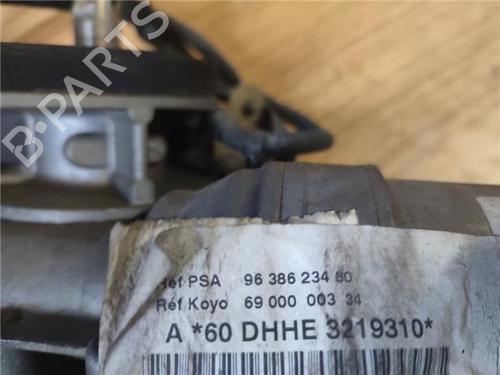 B-PARTS
Réf PSA 96 386 234 80
Réf Koyo 69 000 003 34
A *60 DHHE 3219310*